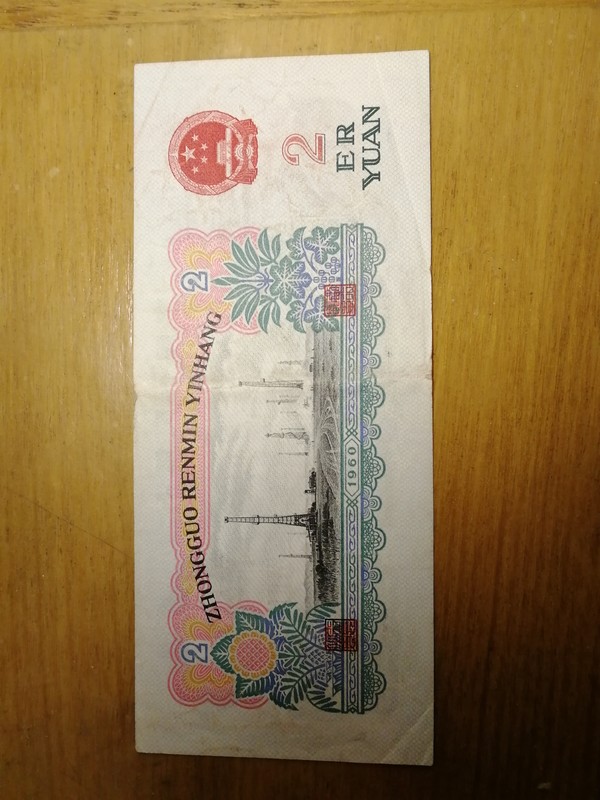 ZHONGGUO RENMIN YINHANG
2
2
2
ER
YUAN
1960